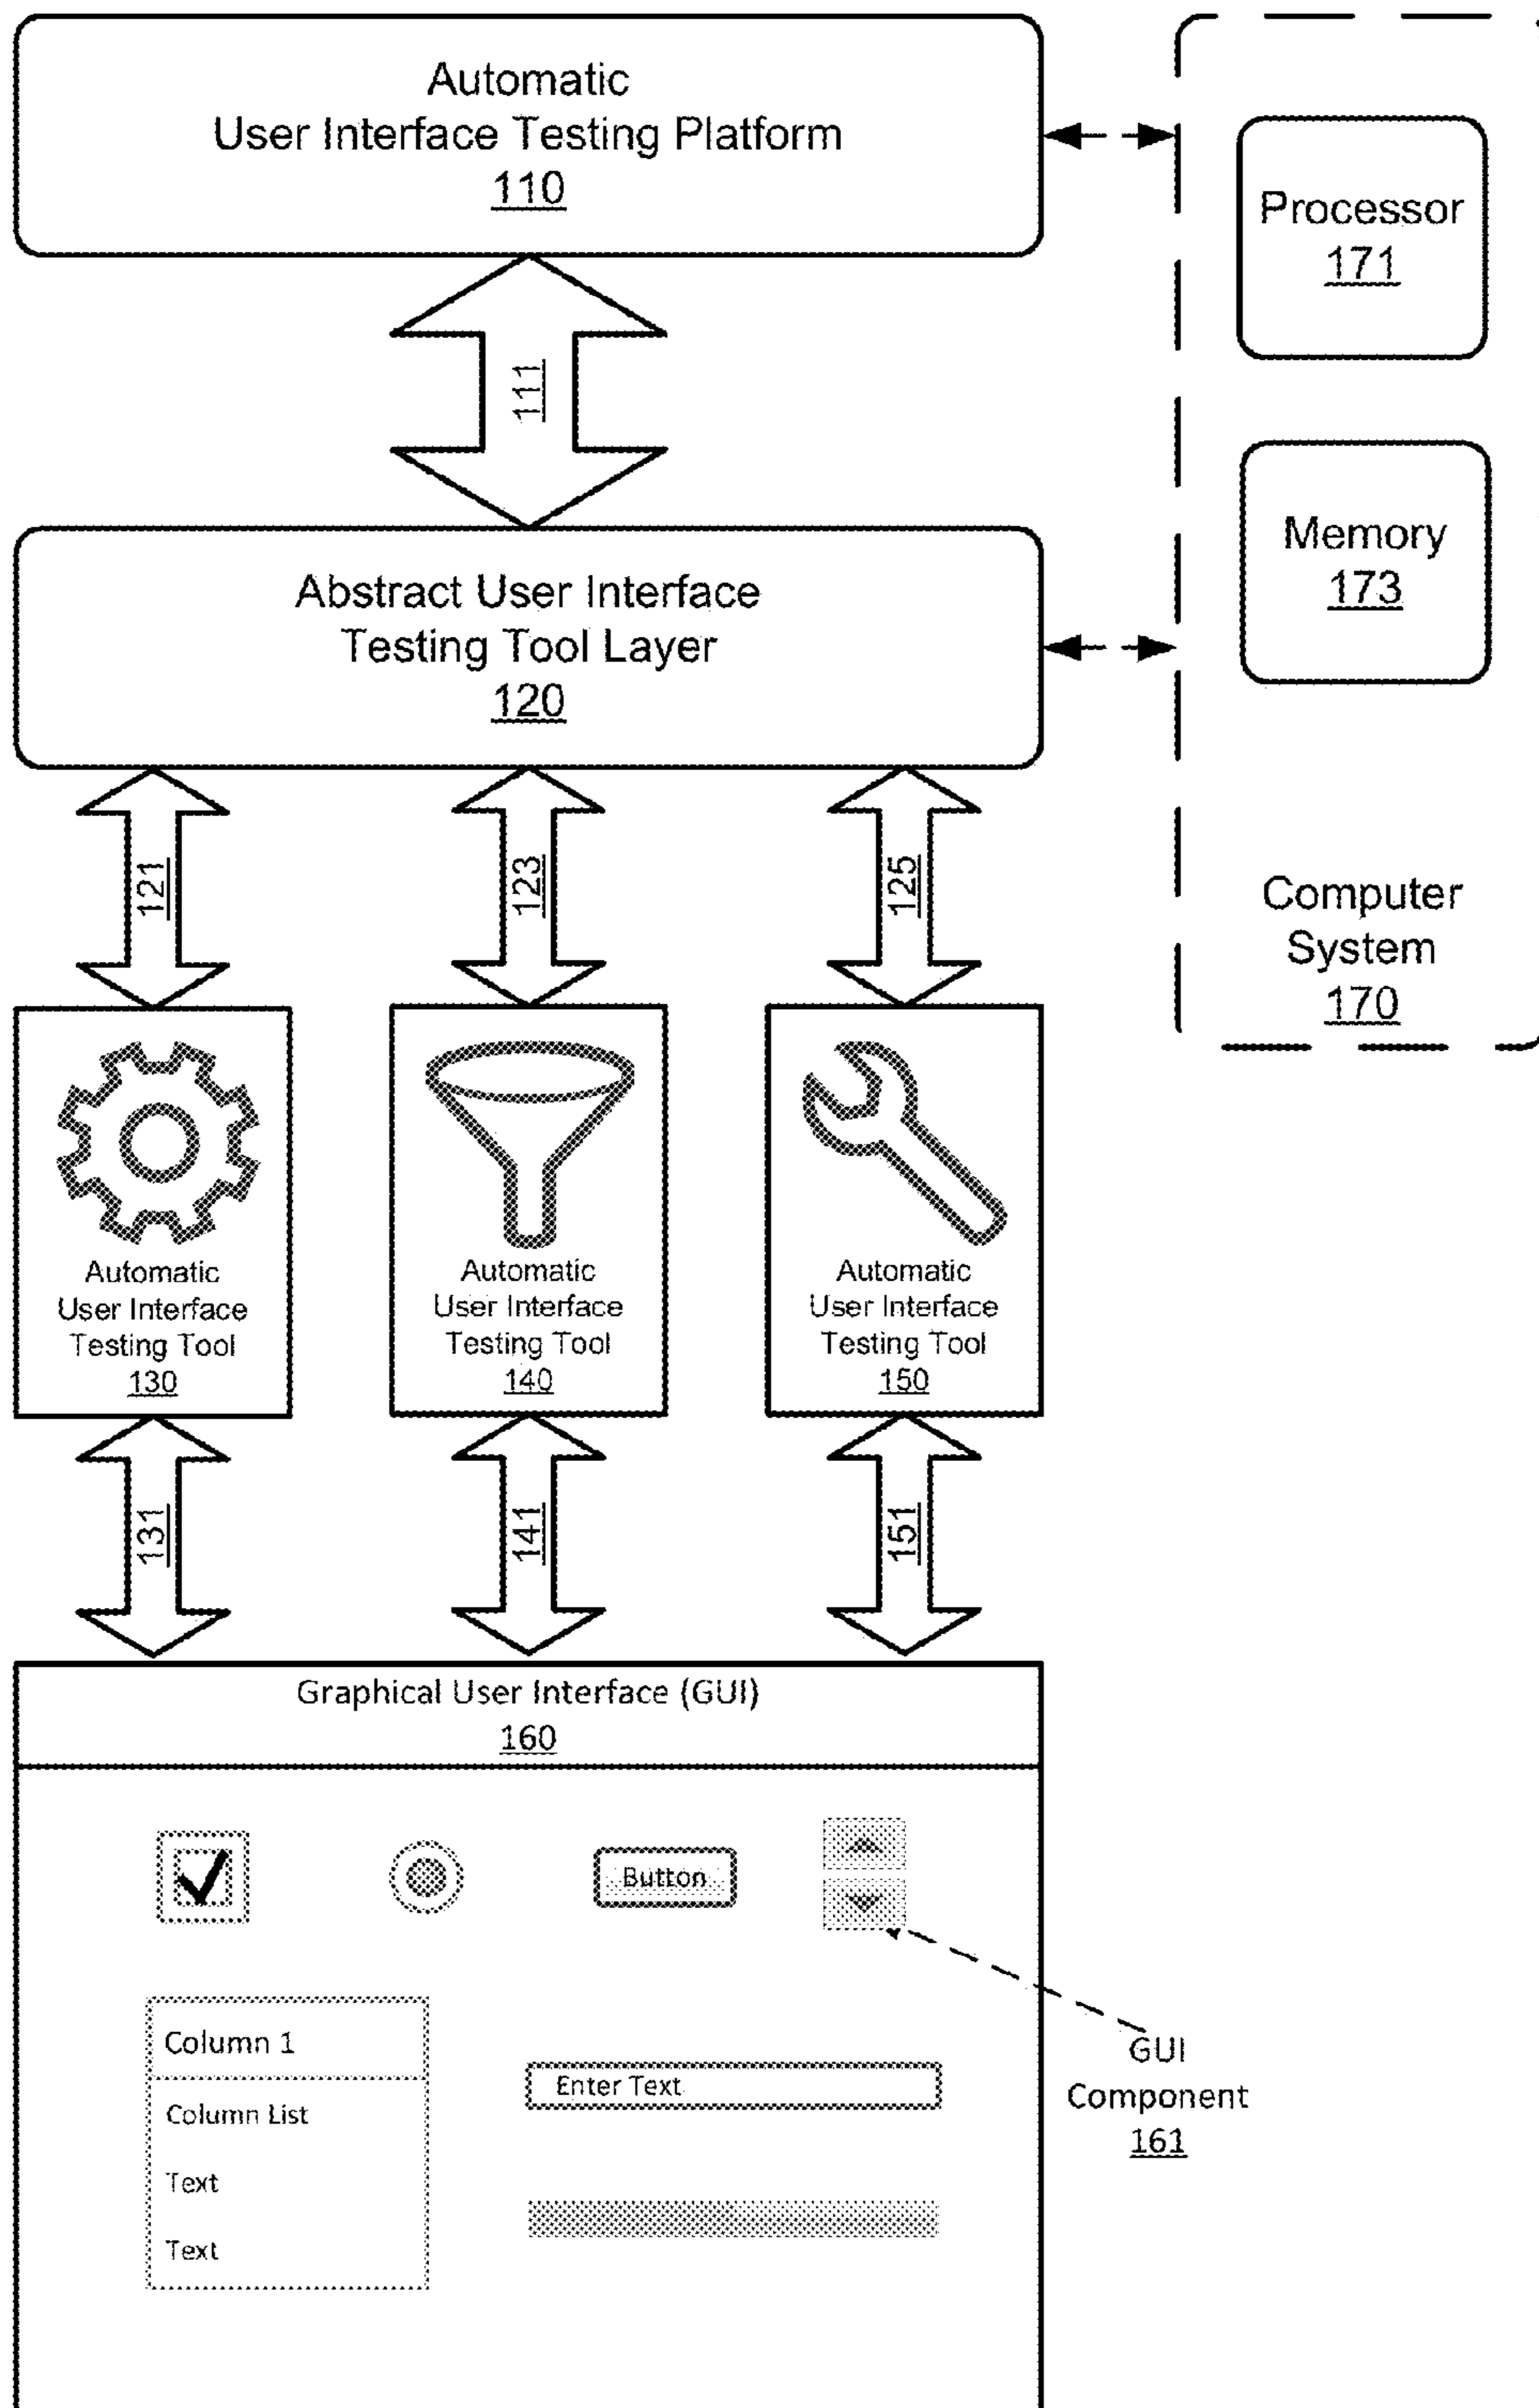 Automatic
User Interface Testing Platform
110
Processor
171
111
Memory
173
Abstract User Interface
Testing Tool Layer
120
121
123
125
Computer
System
170
Automatic
User Interface
Testing Tool
130
Automatic
User Interface
Testing Tool
140
Automatic
User Interface
Testing Tool
150
131
141
151
Graphical User Interface (GUI)
160
Button
Column 1
Column List
Text
Text
Enter Text
GUI
Component
161